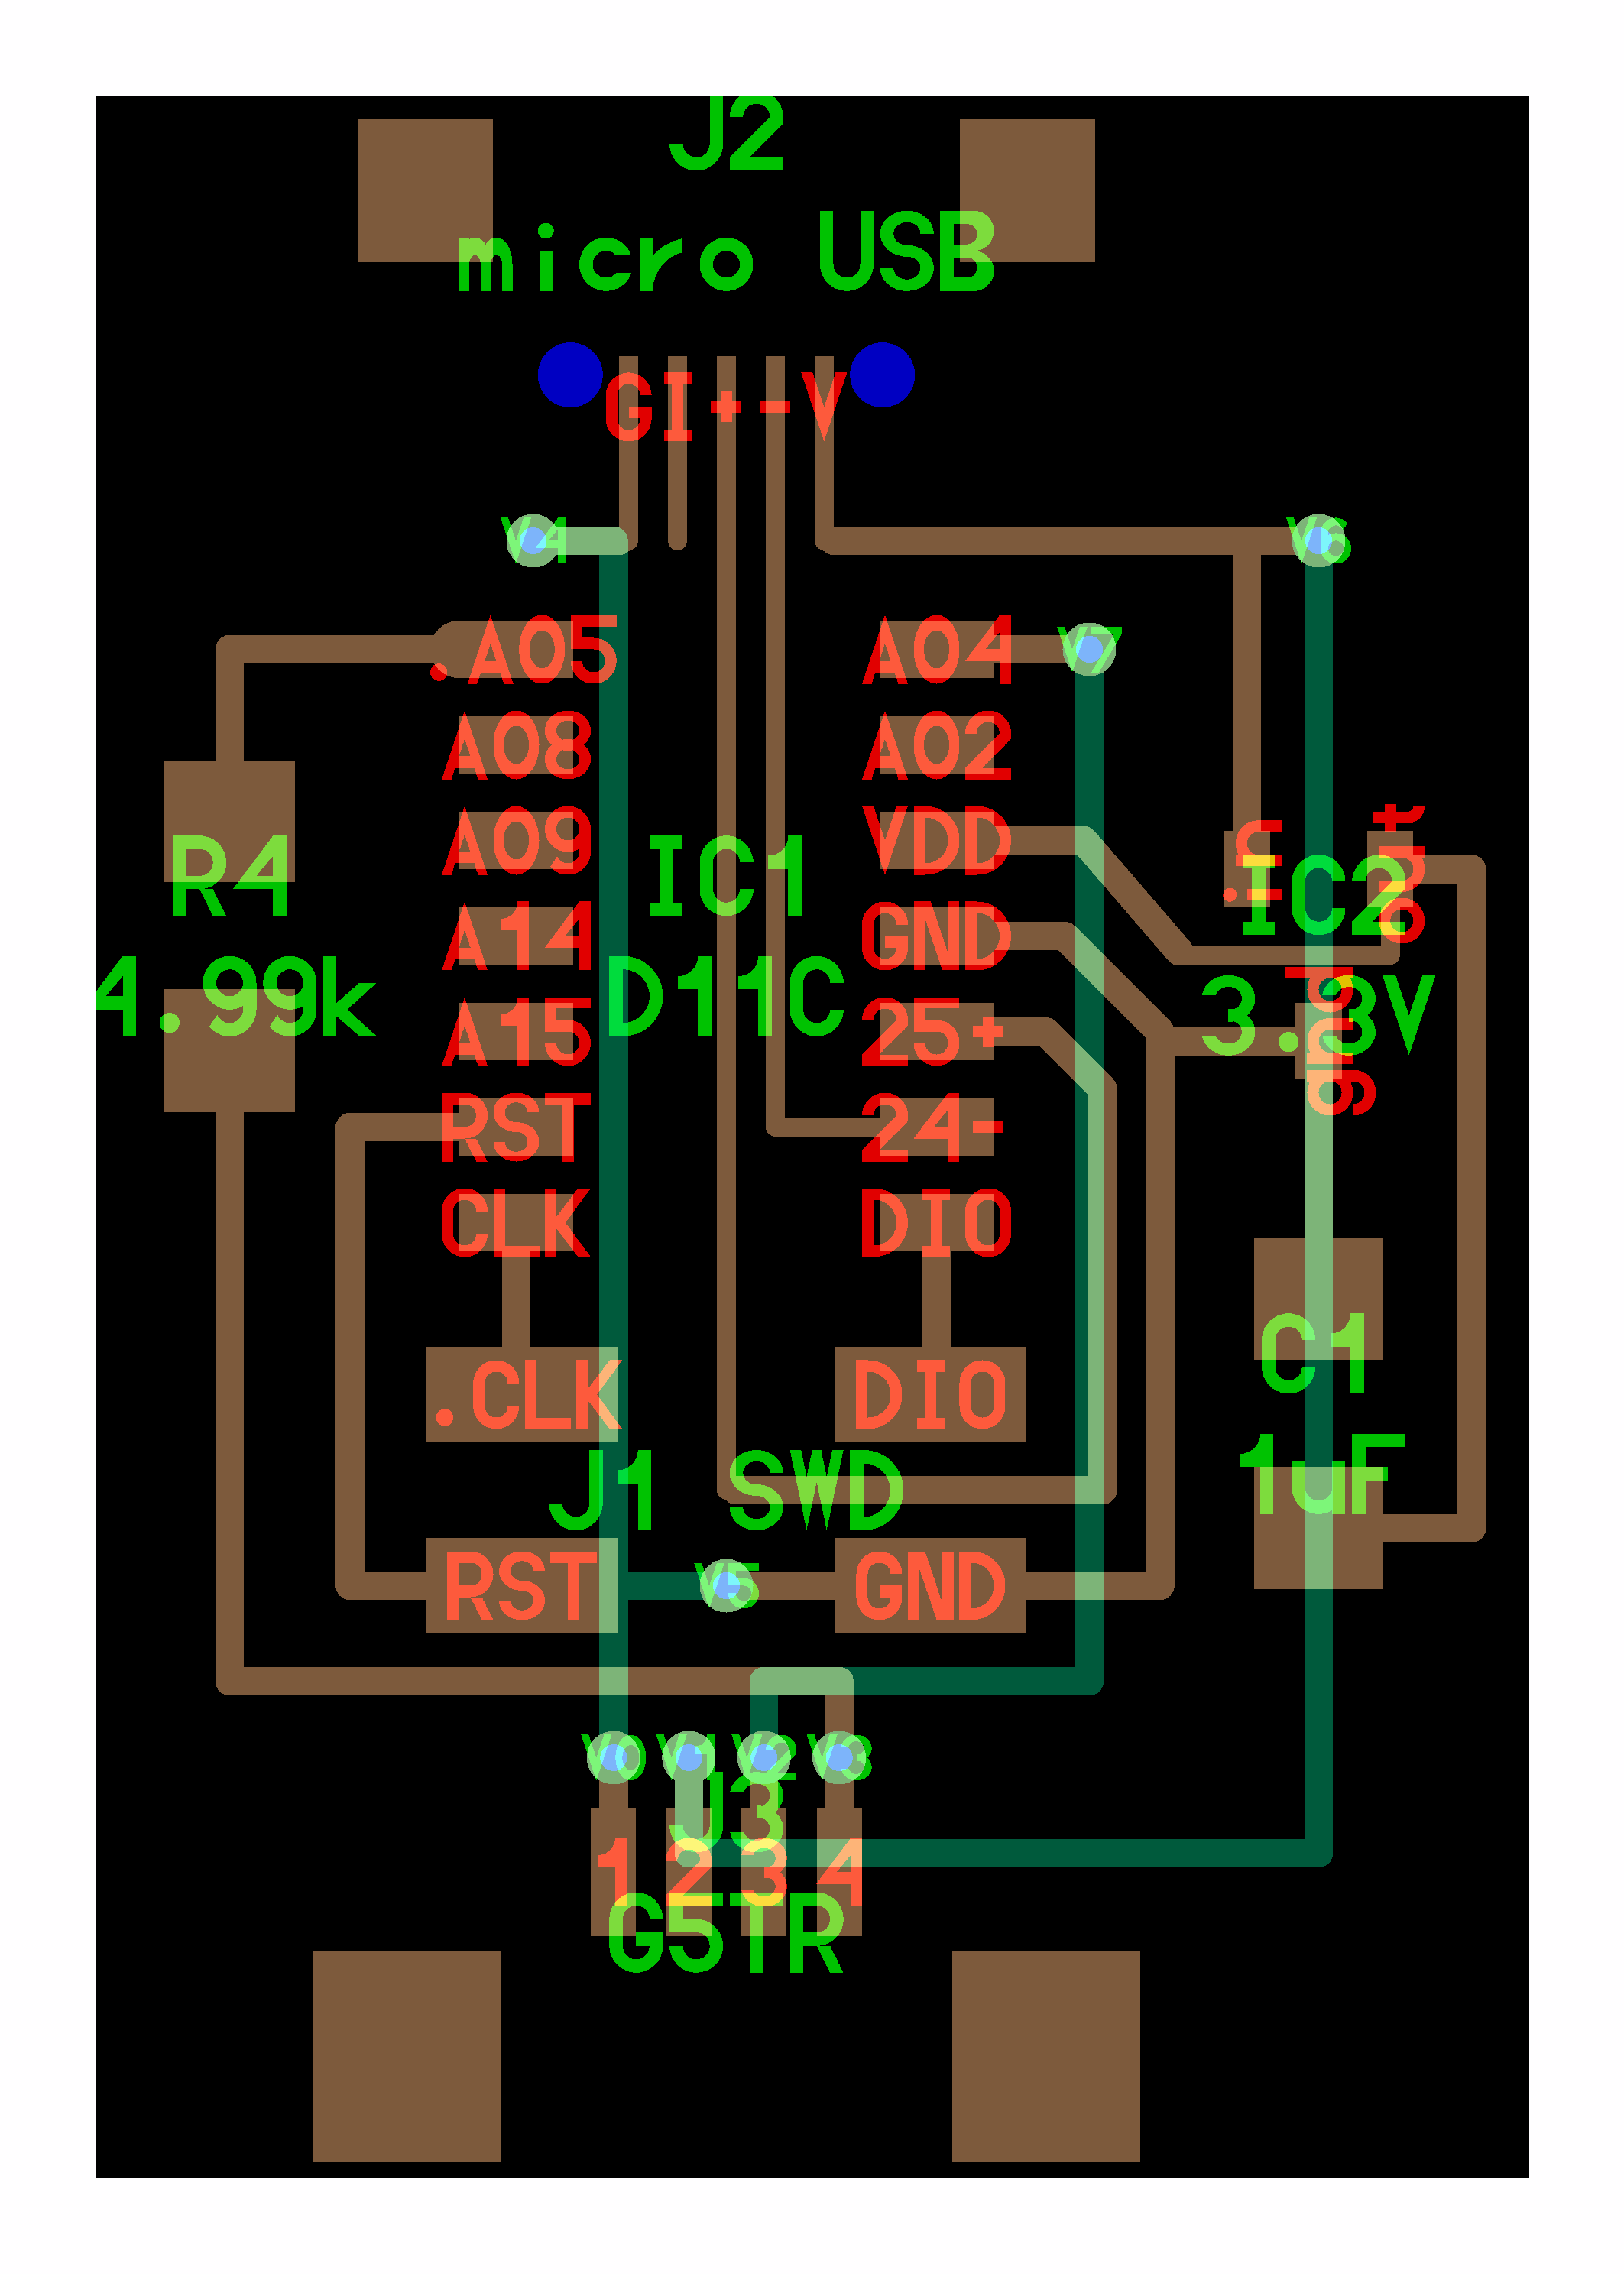 J2
micro USB
GI+-V
V4
V6
.A05
A04
V7
A08
A02
A09
VDD
.in
out
R4
IC1
IC2
A14
GND
4.99k
D11C
3.3V
A15
25+
gnd
RST
24-
CLK
DIO
C1
.CLK
DIO
1uF
J1 SWD
RST
V5
GND
V0
V1
V2
V3
J3
1
2
3
4
G5TR